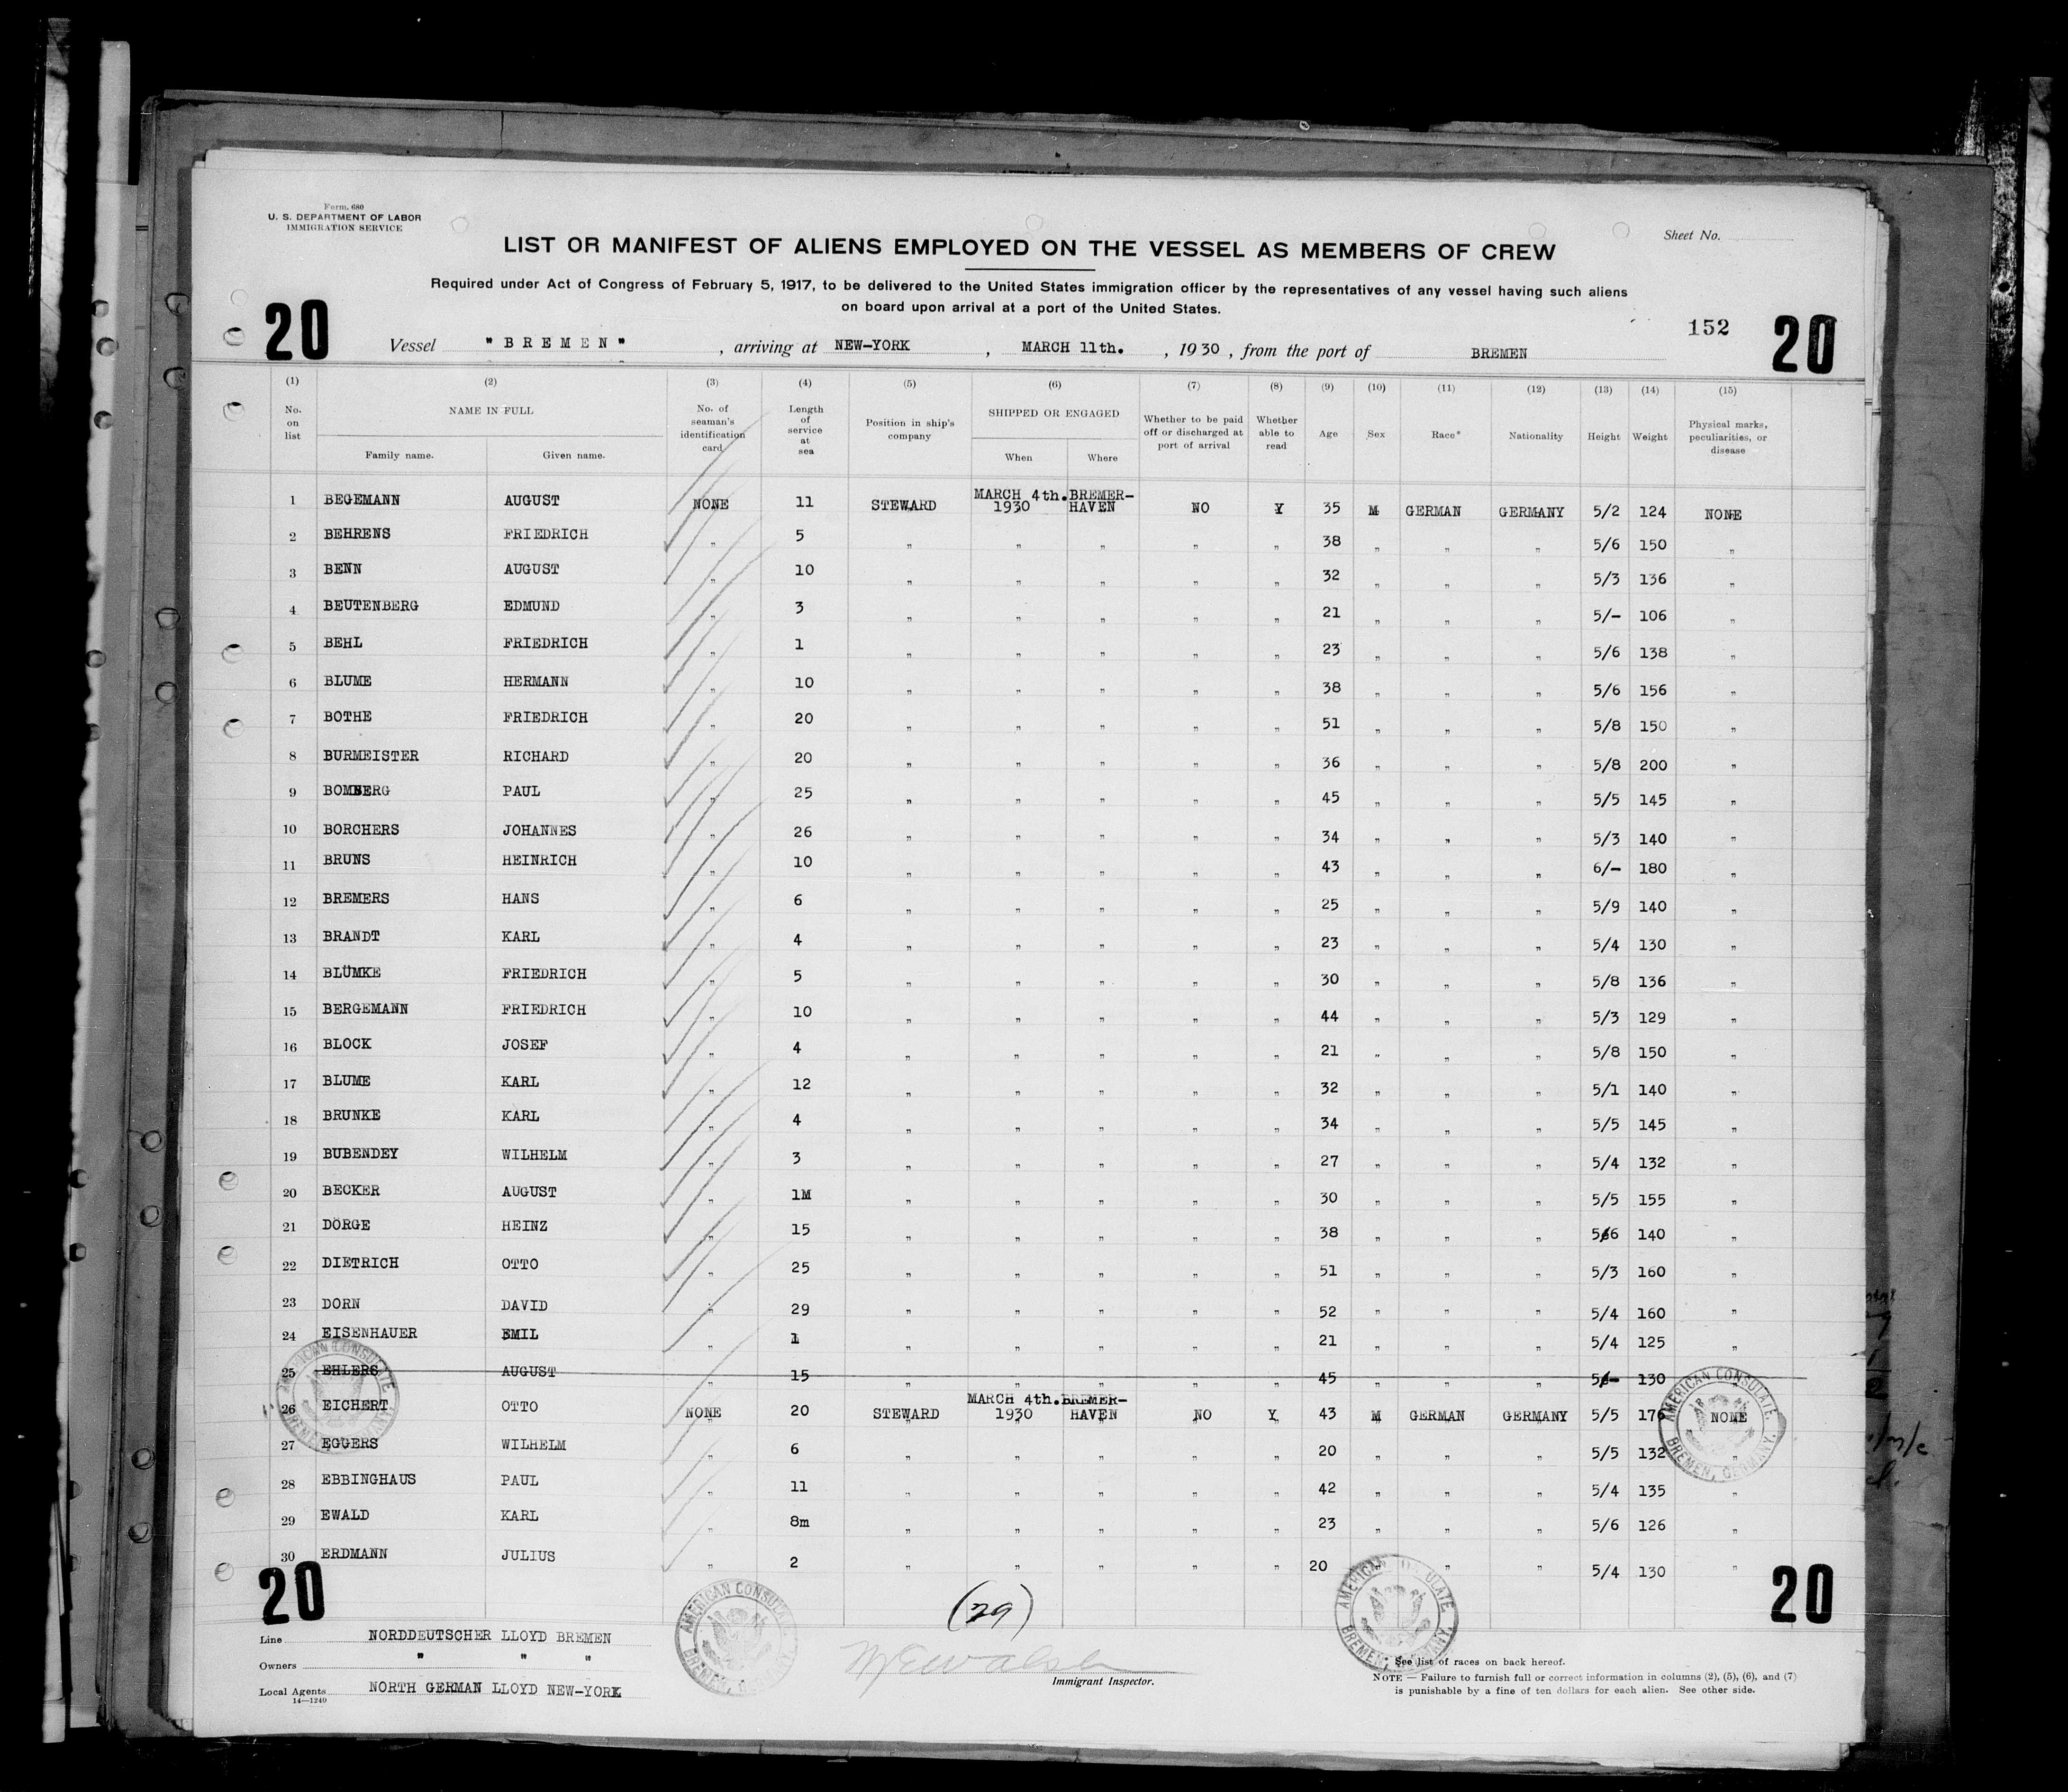 Form. 680
U. S. DEPARTMENT OF LABOR
IMMIGRATION SERVICE
Sheet No.
LIST OR MANIFEST OF ALIENS EMPLOYED ON THE VESSEL AS MEMBERS OF CREW
Required under Act of Congress of February 5, 1917, to be delivered to the United States immigration officer by the representatives of any vessel having such aliens
on board upon arrival at a port of the United States.
20 152 20
Vessel "BREMEN", arriving at NEW-YORK, MARCH 11th., 1930, from the port of BREMEN
(1) (2) (3) (4) (5) (6) (7) (8) (9) (10) (11) (12) (13) (14) (15)
No. on list NAME IN FULL No. of seaman's identification card Length of service at sea Position in ship's company SHIPPED OR ENGAGED Whether to be paid off or discharged at port of arrival Whether able to read Age Sex Race* Nationality Height Weight Physical marks, peculiarities, or disease
Family name. Given name. When Where
1 BEGEMANN AUGUST NONE 11 STEWARD MARCH 4th. 1930 BREMER-HAVEN NO Y 35 M GERMAN GERMANY 5/2 124 NONE
2 BEHRENS FRIEDRICH " 5 " " " " " 38 " " " 5/6 150 "
3 BENN AUGUST " 10 " " " " " 32 " " " 5/3 136 "
4 BEUTENBERG EDMUND " 3 " " " " " 21 " " " 5/- 106 "
5 BEHL FRIEDRICH " 1 " " " " " 23 " " " 5/6 138 "
6 BLUME HERMANN " 10 " " " " " 38 " " " 5/6 156 "
7 BOTHE FRIEDRICH " 20 " " " " " 51 " " " 5/8 150 "
8 BURMEISTER RICHARD " 20 " " " " " 36 " " " 5/8 200 "
9 BOMBERG PAUL " 25 " " " " " 45 " " " 5/5 145 "
10 BORCHERS JOHANNES " 26 " " " " " 34 " " " 5/3 140 "
11 BRUNS HEINRICH " 10 " " " " " 43 " " " 6/- 180 "
12 BREMERS HANS " 6 " " " " " 25 " " " 5/9 140 "
13 BRANDT KARL " 4 " " " " " 23 " " " 5/4 130 "
14 BLÜMKE FRIEDRICH " 5 " " " " " 30 " " " 5/8 136 "
15 BERGEMANN FRIEDRICH " 10 " " " " " 44 " " " 5/3 129 "
16 BLOCK JOSEF " 4 " " " " " 21 " " " 5/8 150 "
17 BLUME KARL " 12 " " " " " 32 " " " 5/1 140 "
18 BRUNKE KARL " 4 " " " " " 34 " " " 5/5 145 "
19 BUBENDEY WILHELM " 3 " " " " " 27 " " " 5/4 132 "
20 BECKER AUGUST " 1M " " " " " 30 " " " 5/5 155 "
21 DÖRGE HEINZ " 15 " " " " " 38 " " " 5/6 140 "
22 DIETRICH OTTO " 25 " " " " " 51 " " " 5/3 160 "
23 DORN DAVID " 29 " " " " " 52 " " " 5/4 160 "
24 EISENHAUER EMIL " 1 " " " " " 21 " " " 5/4 125 "
25 EHLERS AUGUST " 15 " " " " " 45 " " " 5/- 130
26 EICHERT OTTO NONE 20 STEWARD MARCH 4th. 1930 BREMER-HAVEN NO Y 43 M GERMAN GERMANY 5/5 176 NONE
27 EGGERS WILHELM " 6 " " " " " 20 " " " 5/5 132 "
28 EBBINGHAUS PAUL " 11 " " " " " 42 " " " 5/4 135 "
29 EWALD KARL " 8m " " " " " 23 " " " 5/6 126 "
30 ERDMANN JULIUS " 2 " " " " " 20 " " " 5/4 130 "
AMERICAN CONSULATE BREMEN, GERMANY.
AMERICAN CONSULATE BREMEN, GERMANY.
AMERICAN CONSULATE BREMEN, GERMANY.
AMERICAN CONSULATE BREMEN, GERMANY.
20 (29) 20
Line NORDDEUTSCHER LLOYD BREMEN
Owners " " "
Local Agents NORTH GERMAN LLOYD NEW-YORK
14—1240
Immigrant Inspector.
* See list of races on back hereof.
NOTE — Failure to furnish full or correct information in columns (2), (5), (6), and (7)
is punishable by a fine of ten dollars for each alien. See other side.